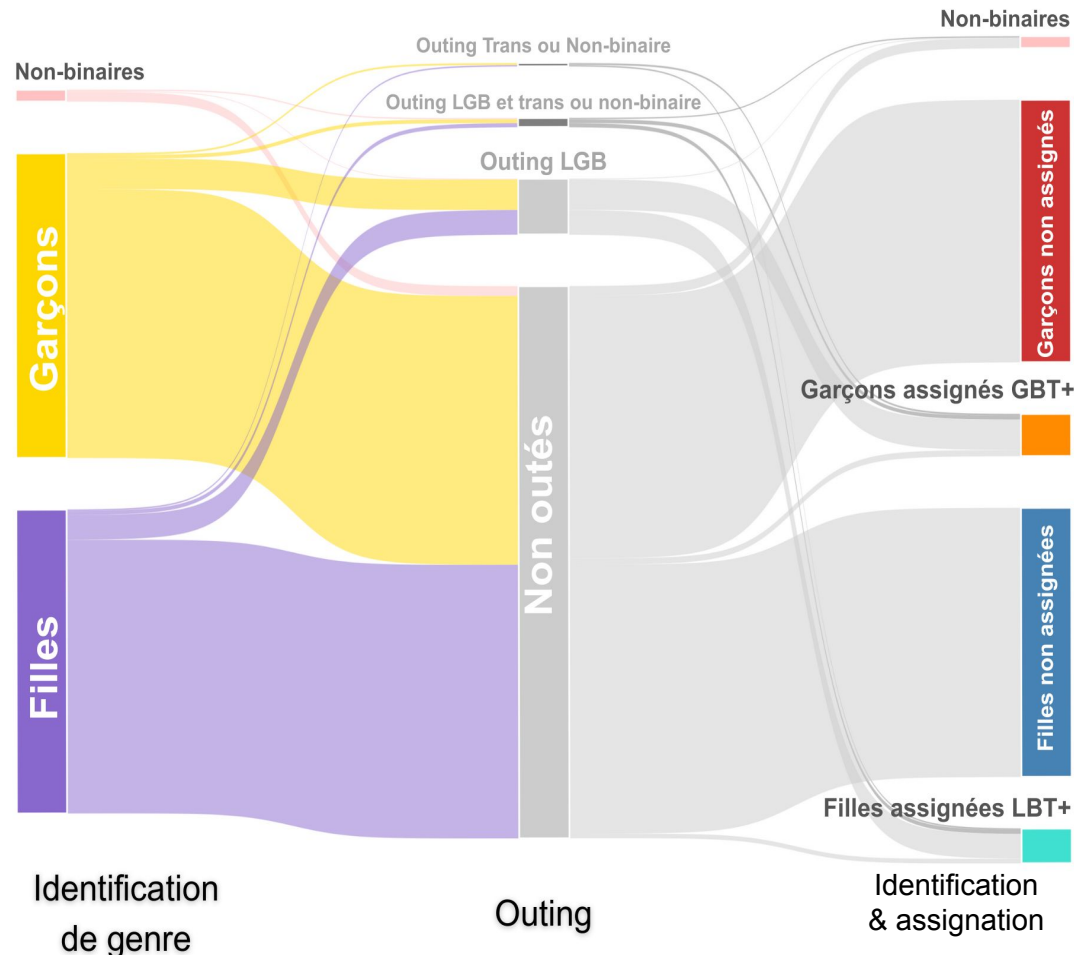 Non-binaires
Outing Trans ou Non-binaire
Non-binaires
Outing LGB et trans ou non-binaire
Outing LGB
Garçons
Garçons non assignés
Garçons assignés GBT+
Non outés
Filles
Filles non assignées
Filles assignées LBT+
Identification
de genre
Outing
Identification
& assignation